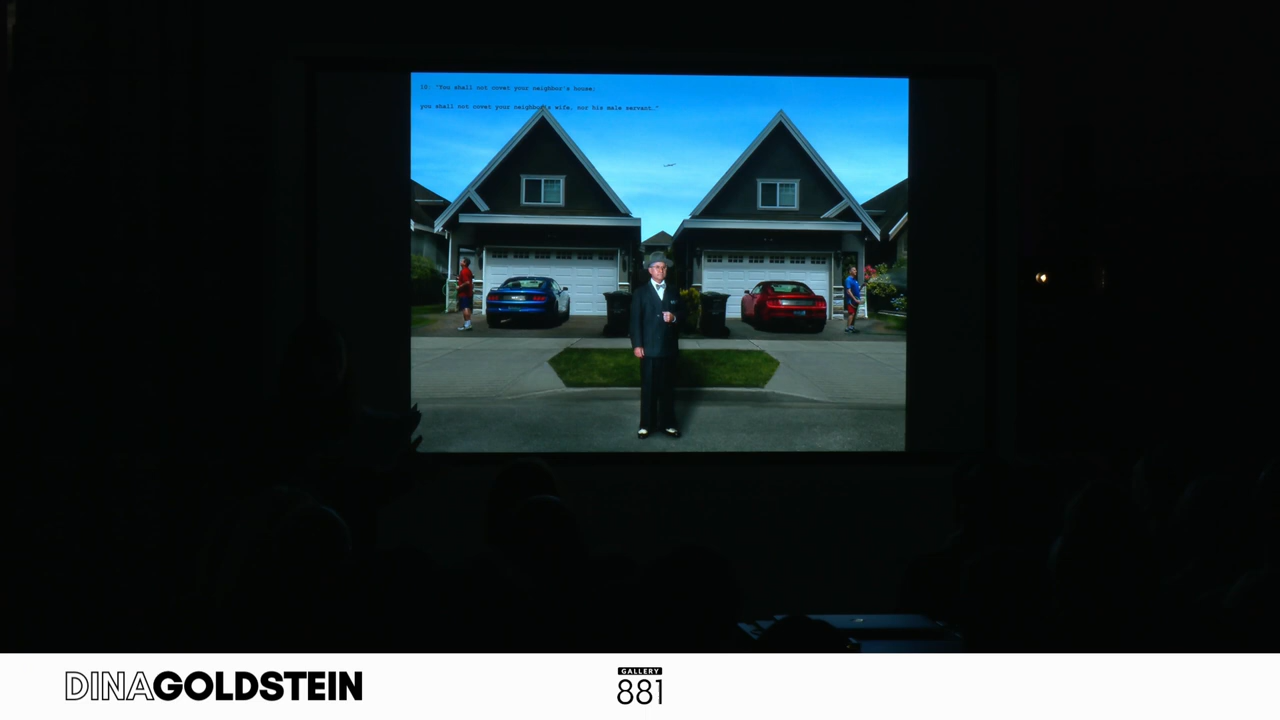 10: "You shall not covet your neighbor's house;
you shall not covet your neighbor's wife, nor his male servant…"
DINAGOLDSTEIN
GALLERY
881